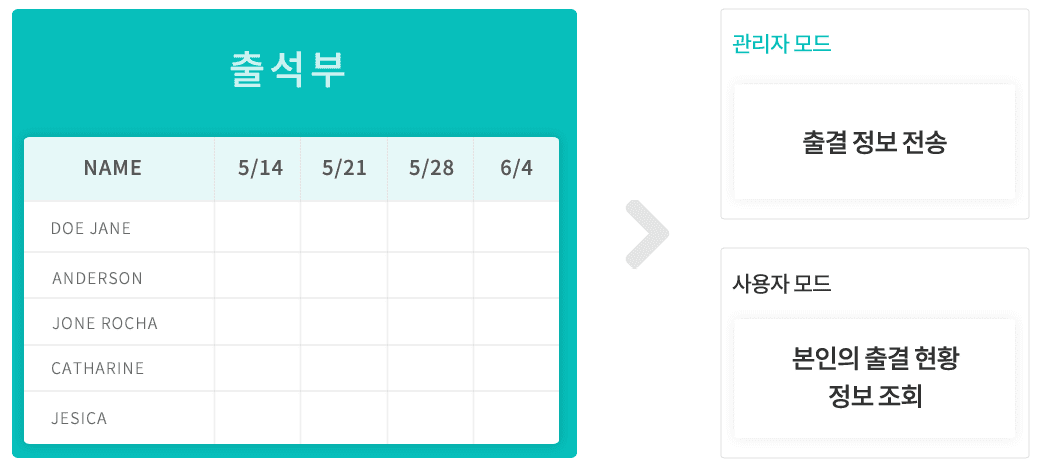 출석부
NAME 5/14 5/21 5/28 6/4
DOE JANE
ANDERSON
JONE ROCHA
CATHARINE
JESICA
관리자 모드
출결 정보 전송
사용자 모드
본인의 출결 현황
정보 조회